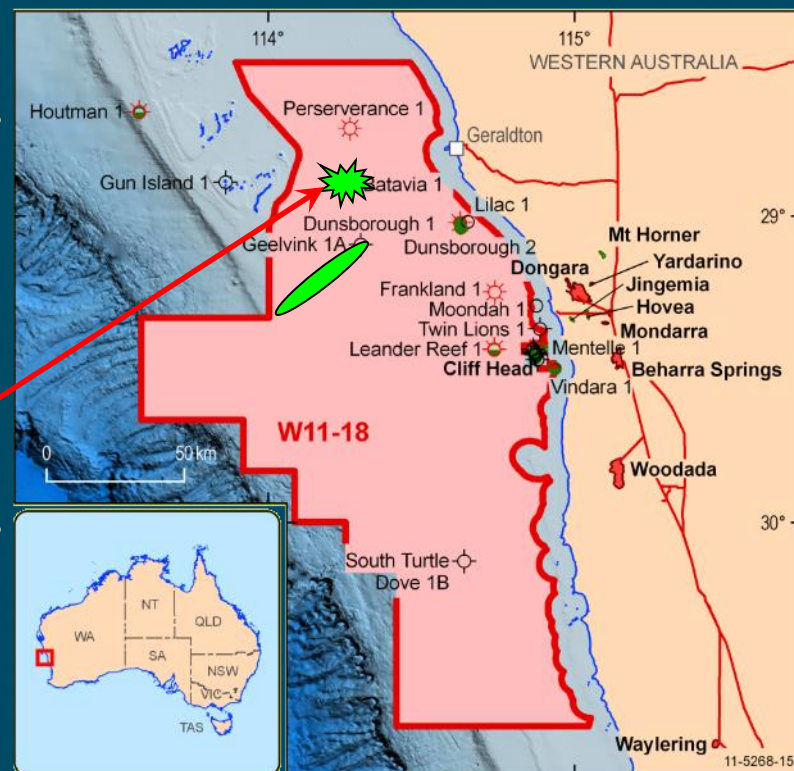 114°
115°
WESTERN AUSTRALIA
Houtman 1
Perserverance 1
Geraldton
Gun Island 1
Batavia 1
Lilac 1
Dunsborough 1
29°
Geelvink 1A
Dunsborough 2
Mt Horner
Dongara
Yardarino
Jingemia
Frankland 1
Moondah 1
Hovea
Twin Lions 1
Mondarra
Leander Reef 1
Mentelle 1
Cliff Head
Beharra Springs
Vindara 1
W11-18
0 50 km
Woodada
30°
South Turtle
Dove 1B
NT
QLD
WA
SA
NSW
VIC
TAS
Waylering
11-5268-15